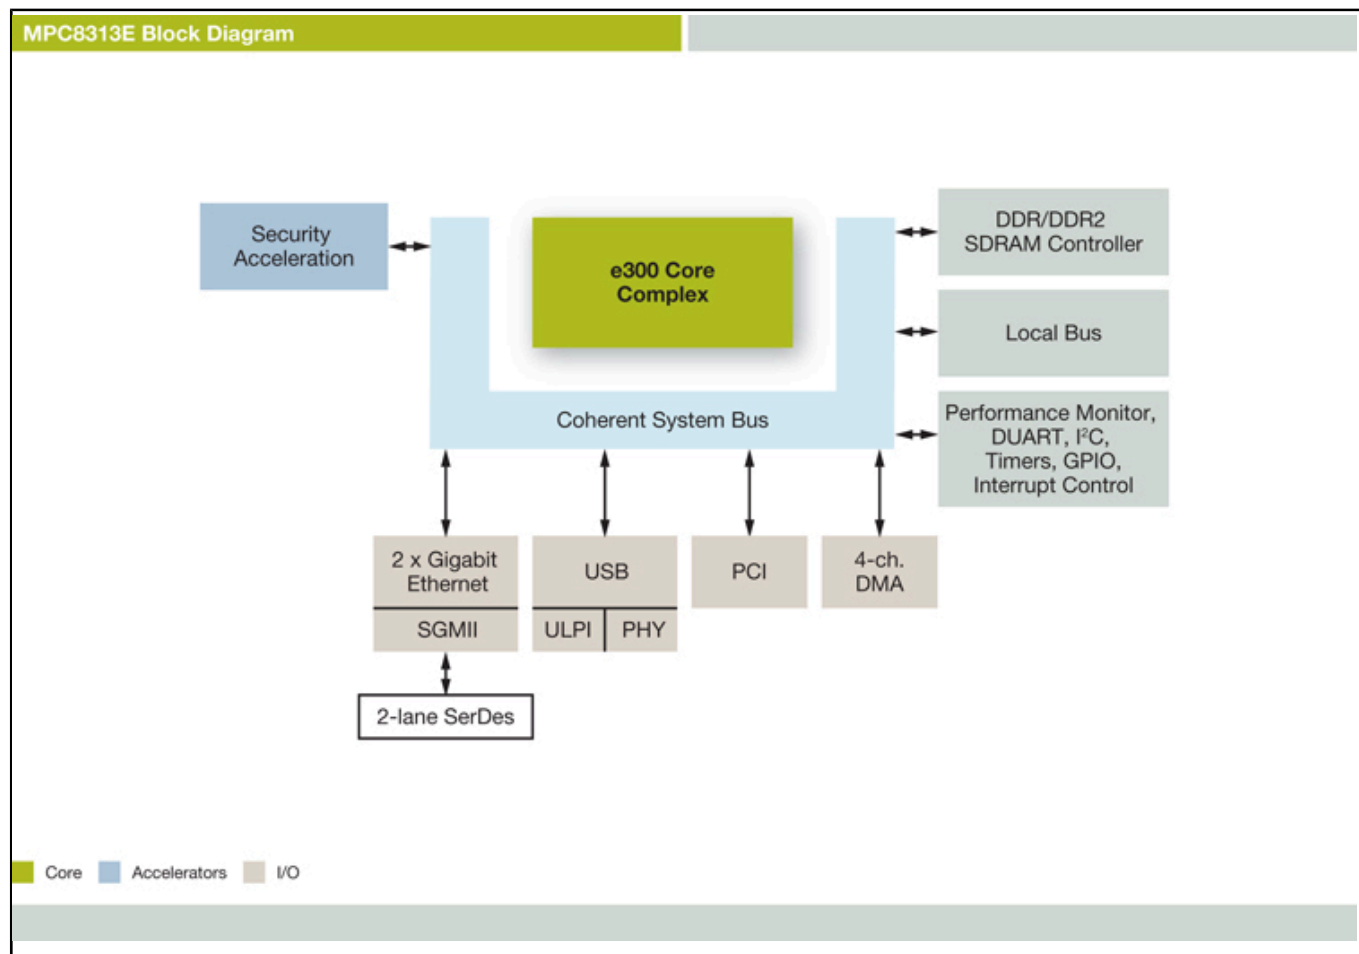 MPC8313E Block Diagram
Security
Acceleration
e300 Core
Complex
DDR/DDR2
SDRAM Controller
Local Bus
Coherent System Bus
Performance Monitor,
DUART, I²C,
Timers, GPIO,
Interrupt Control
2 x Gigabit
Ethernet
SGMII
USB
ULPI
PHY
PCI
4-ch.
DMA
2-lane SerDes
Core
Accelerators
I/O